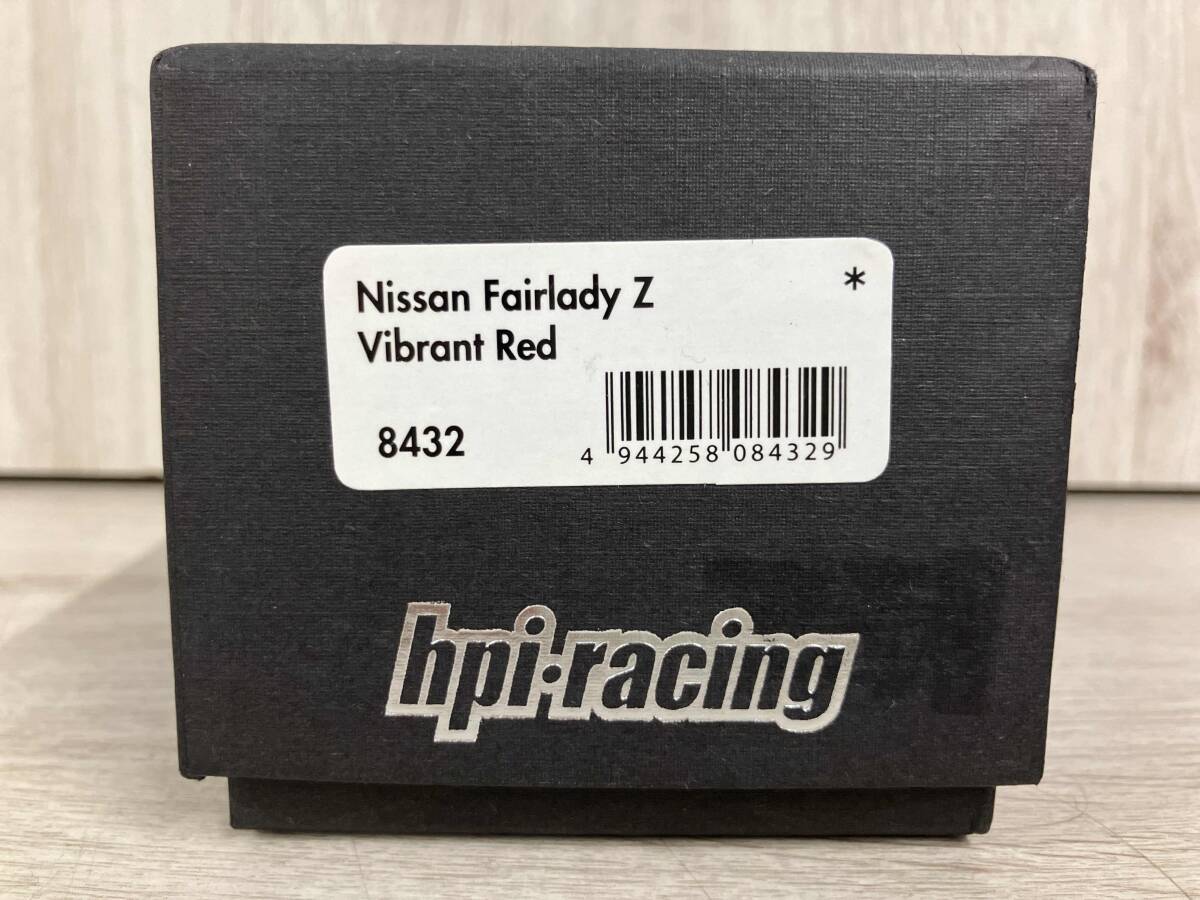 Nissan Fairlady Z *
Vibrant Red
8432
4 944258 084329
hpi·racing